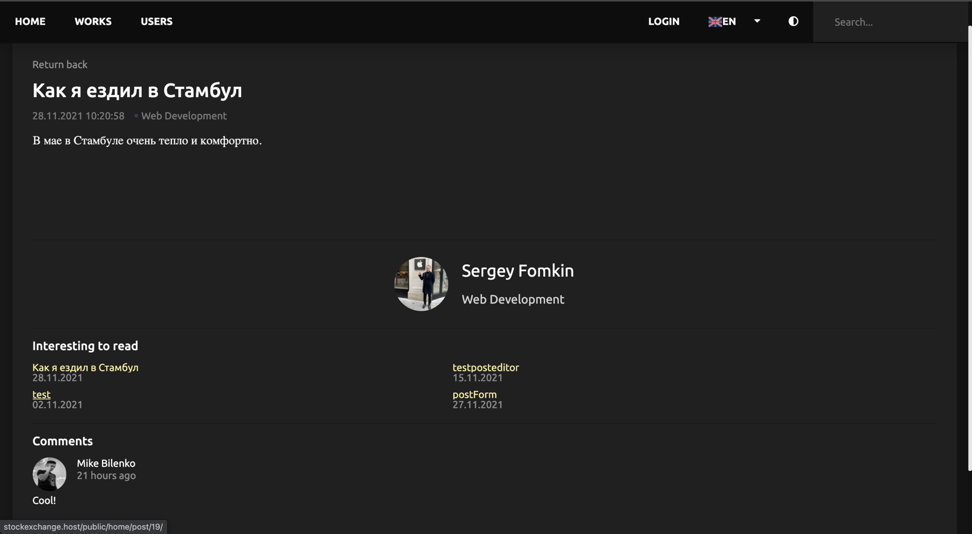 HOME WORKS USERS LOGIN EN Search...
Return back
Как я ездил в Стамбул
28.11.2021 10:20:58 Web Development
В мае в Стамбуле очень тепло и комфортно.
Sergey Fomkin
Web Development
Interesting to read
Как я ездил в Стамбул
28.11.2021
testposteditor
15.11.2021
test
02.11.2021
postForm
27.11.2021
Comments
Mike Bilenko
21 hours ago
Cool!
stockexchange.host/public/home/post/19/